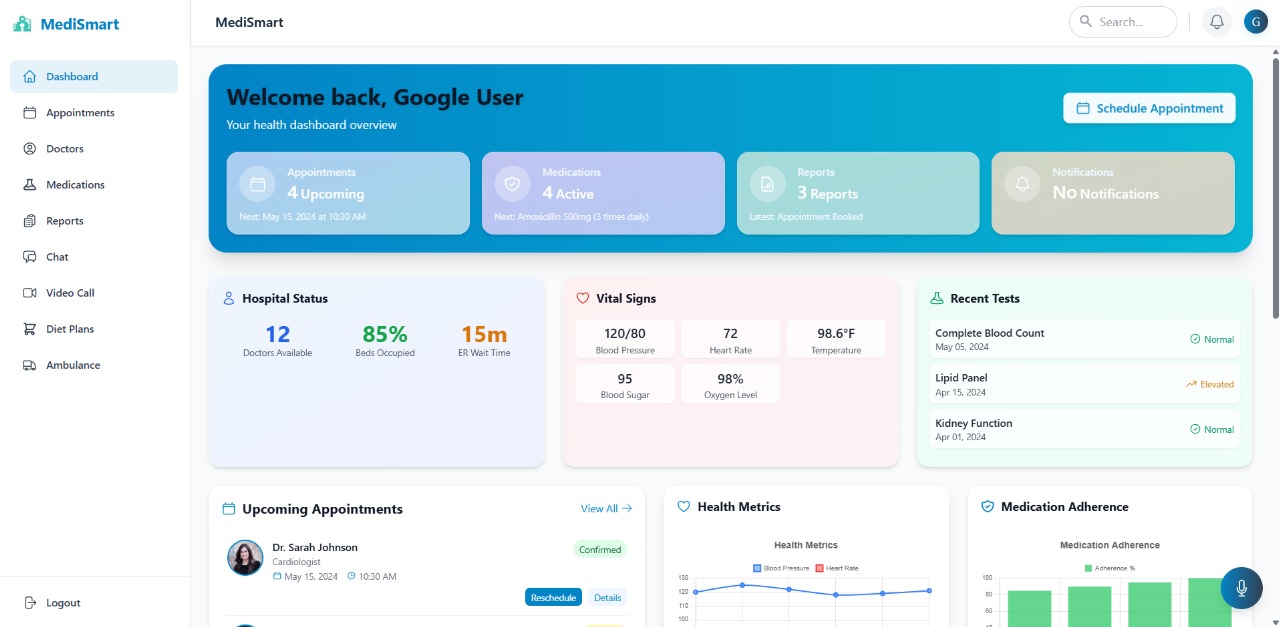 MediSmart
MediSmart
Search...
G
Dashboard
Appointments
Doctors
Medications
Reports
Chat
Video Call
Diet Plans
Ambulance
Logout
Welcome back, Google User
Your health dashboard overview
Schedule Appointment
Appointments
4 Upcoming
Next: May 15, 2024 at 10:30 AM
Medications
4 Active
Next: Amoxicillin 500mg (3 times daily)
Reports
3 Reports
Latest: Appointment Booked
Notifications
No Notifications
Hospital Status
12
Doctors Available
85%
Beds Occupied
15m
ER Wait Time
Vital Signs
120/80
Blood Pressure
72
Heart Rate
98.6°F
Temperature
95
Blood Sugar
98%
Oxygen Level
Recent Tests
Complete Blood Count
May 05, 2024
Normal
Lipid Panel
Apr 15, 2024
Elevated
Kidney Function
Apr 01, 2024
Normal
Upcoming Appointments
View All →
Dr. Sarah Johnson
Cardiologist
May 15, 2024 10:30 AM
Confirmed
Reschedule Details
Health Metrics
Health Metrics
Blood Pressure Heart Rate
130
120
110
100
Medication Adherence
Medication Adherence
Adherence %
100
80
60